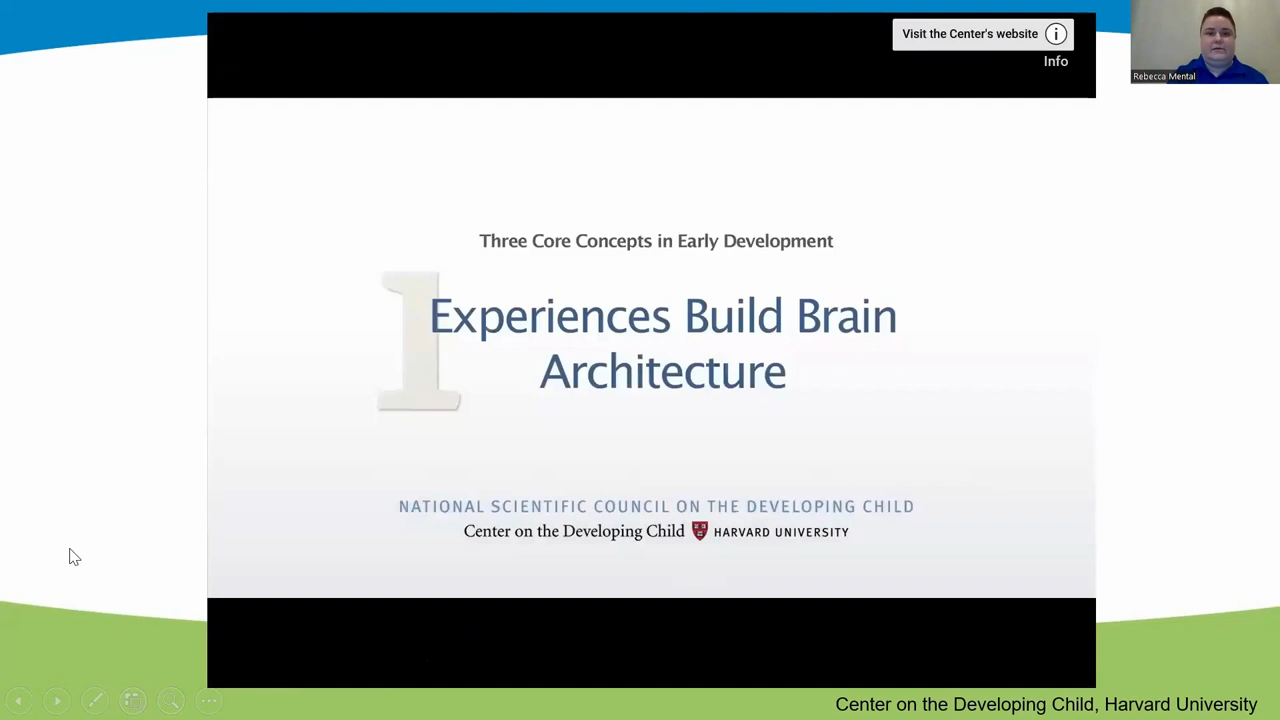 Visit the Center's website
Info
Rebecca Mental
Three Core Concepts in Early Development
1
Experiences Build Brain
Architecture
NATIONAL SCIENTIFIC COUNCIL ON THE DEVELOPING CHILD
Center on the Developing Child HARVARD UNIVERSITY
Center on the Developing Child, Harvard University